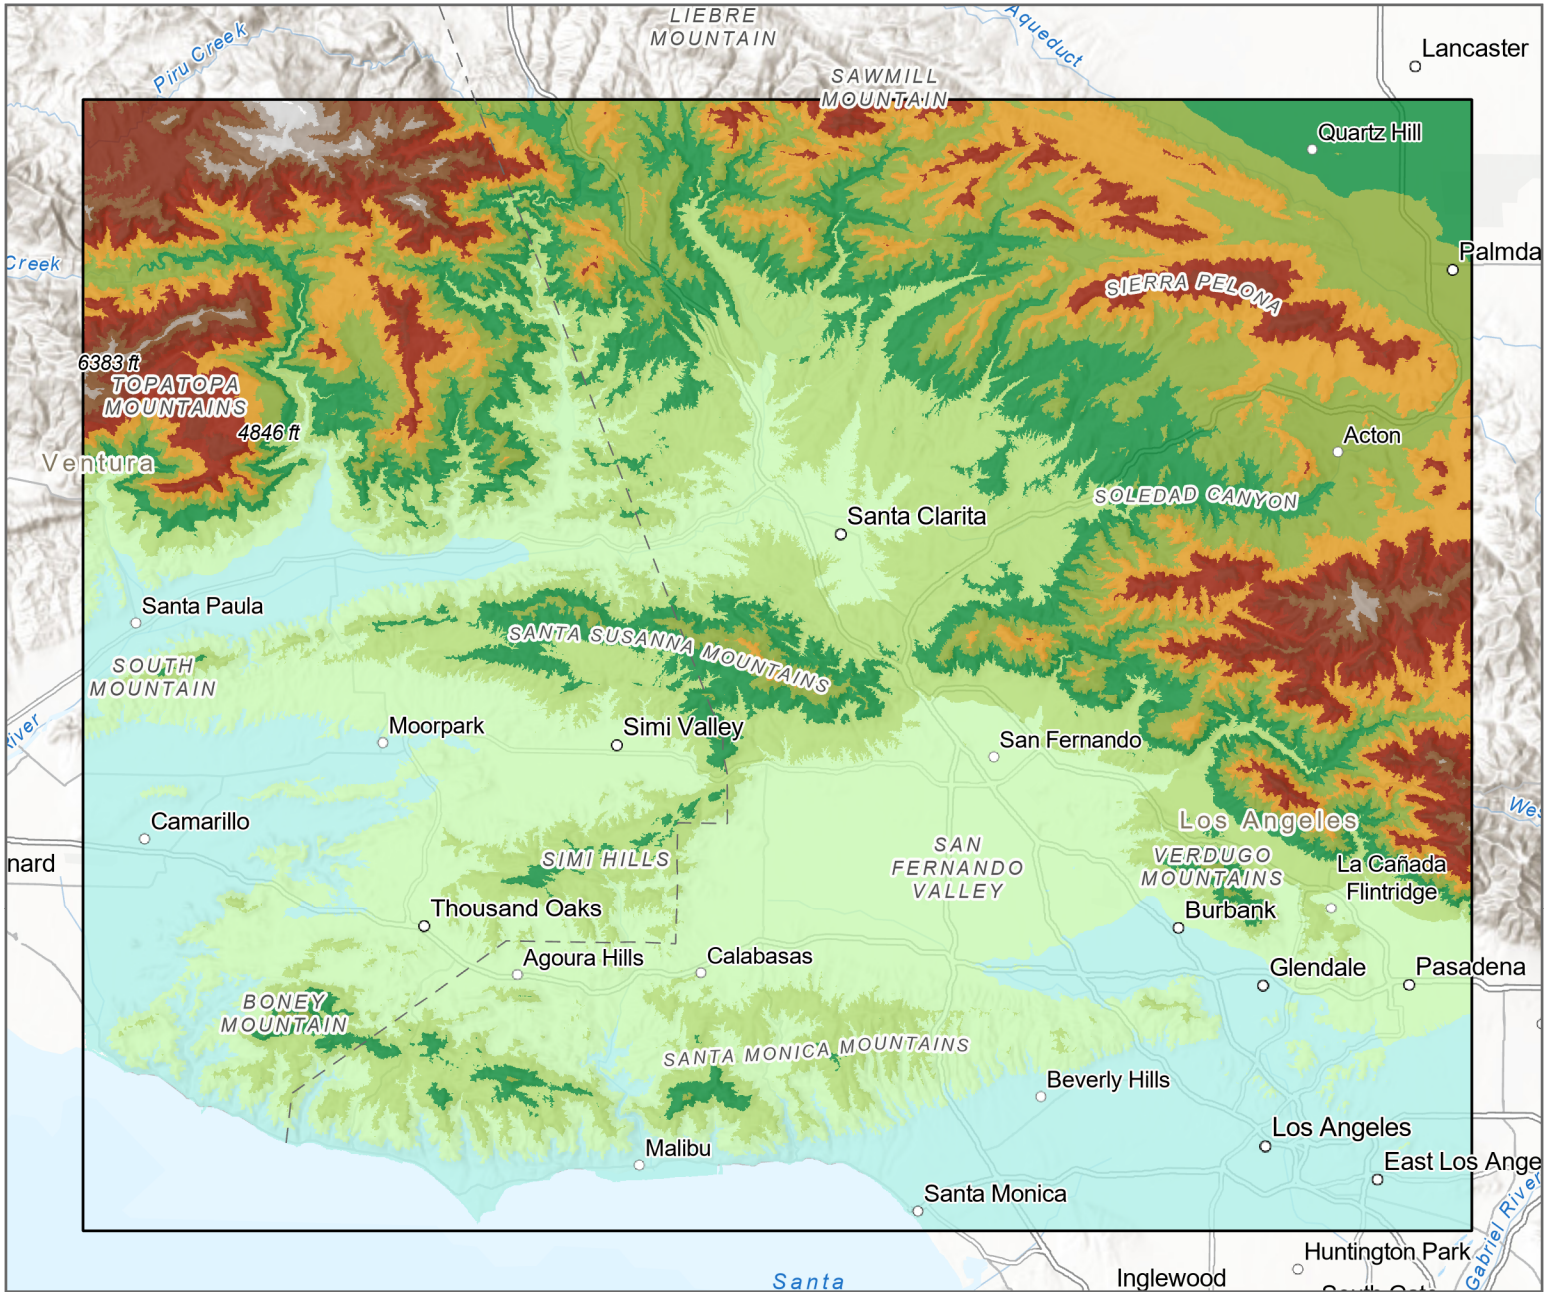 LIEBRE
MOUNTAIN
Aqueduct
Piru Creek
Lancaster
SAWMILL
MOUNTAIN
Quartz Hill
Creek
Palmda
SIERRA PELONA
6383 ft
TOPATOPA
MOUNTAINS
4846 ft
Acton
Ventura
SOLEDAD CANYON
Santa Clarita
Santa Paula
SANTA SUSANNA MOUNTAINS
SOUTH
MOUNTAIN
River
Moorpark
Simi Valley
San Fernando
Camarillo
Los Angeles
Wes
nard
SIMI HILLS
SAN
FERNANDO
VALLEY
VERDUGO
MOUNTAINS
La Cañada
Flintridge
Thousand Oaks
Burbank
Agoura Hills
Calabasas
Glendale
Pasadena
BONEY
MOUNTAIN
SANTA MONICA MOUNTAINS
Beverly Hills
Los Angeles
Malibu
East Los Ange
Santa Monica
Gabriel River
Huntington Park
Santa
Inglewood
South Gate